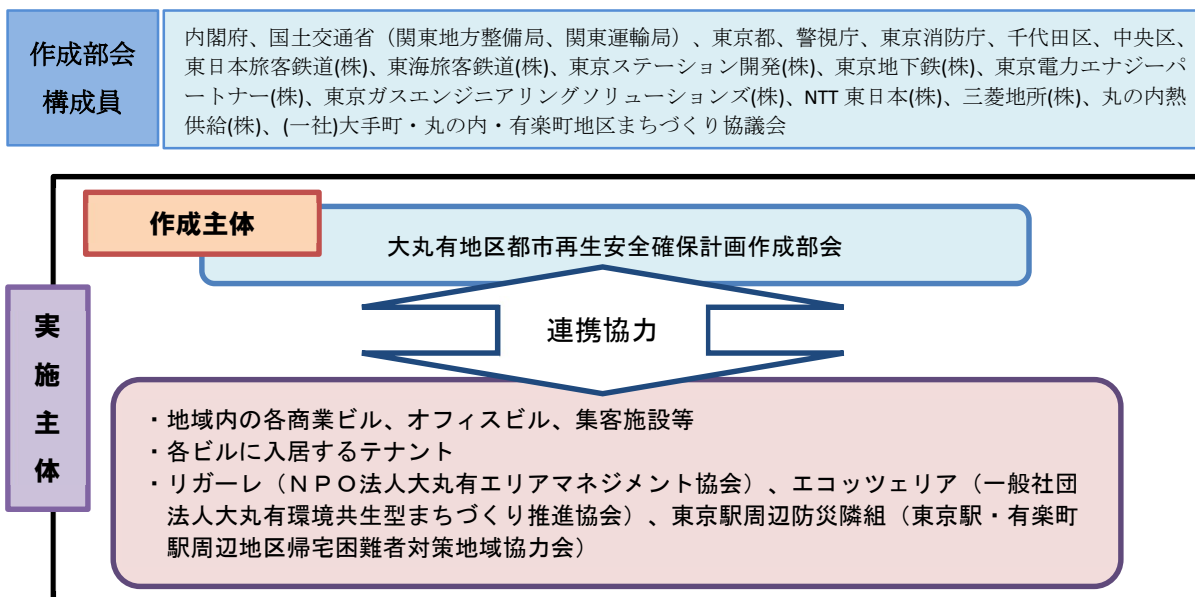 作成部会
構成員
内閣府、国土交通省（関東地方整備局、関東運輸局）、東京都、警視庁、東京消防庁、千代田区、中央区、
東日本旅客鉄道(株)、東海旅客鉄道(株)、東京ステーション開発(株)、東京地下鉄(株)、東京電力エナジーパ
ートナー(株)、東京ガスエンジニアリングソリューションズ(株)、NTT 東日本(株)、三菱地所(株)、丸の内熱
供給(株)、(一社)大手町・丸の内・有楽町地区まちづくり協議会
作成主体
大丸有地区都市再生安全確保計画作成部会
実施主体
連携協力
・地域内の各商業ビル、オフィスビル、集客施設等
・各ビルに入居するテナント
・リガーレ（ＮＰＯ法人大丸有エリアマネジメント協会）、エコッツェリア（一般社団
法人大丸有環境共生型まちづくり推進協会）、東京駅周辺防災隣組（東京駅・有楽町
駅周辺地区帰宅困難者対策地域協力会）